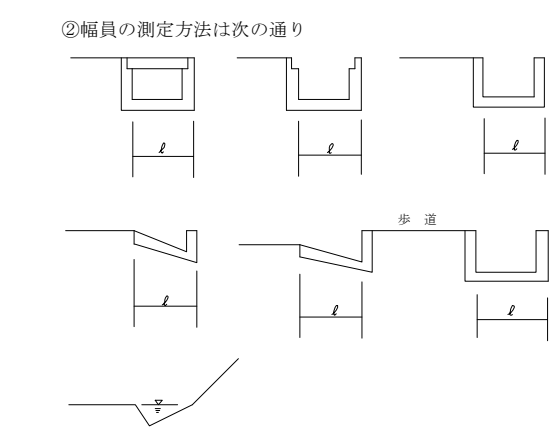 ②幅員の測定方法は次の通り
ℓ ℓ ℓ
歩 道
ℓ ℓ ℓ